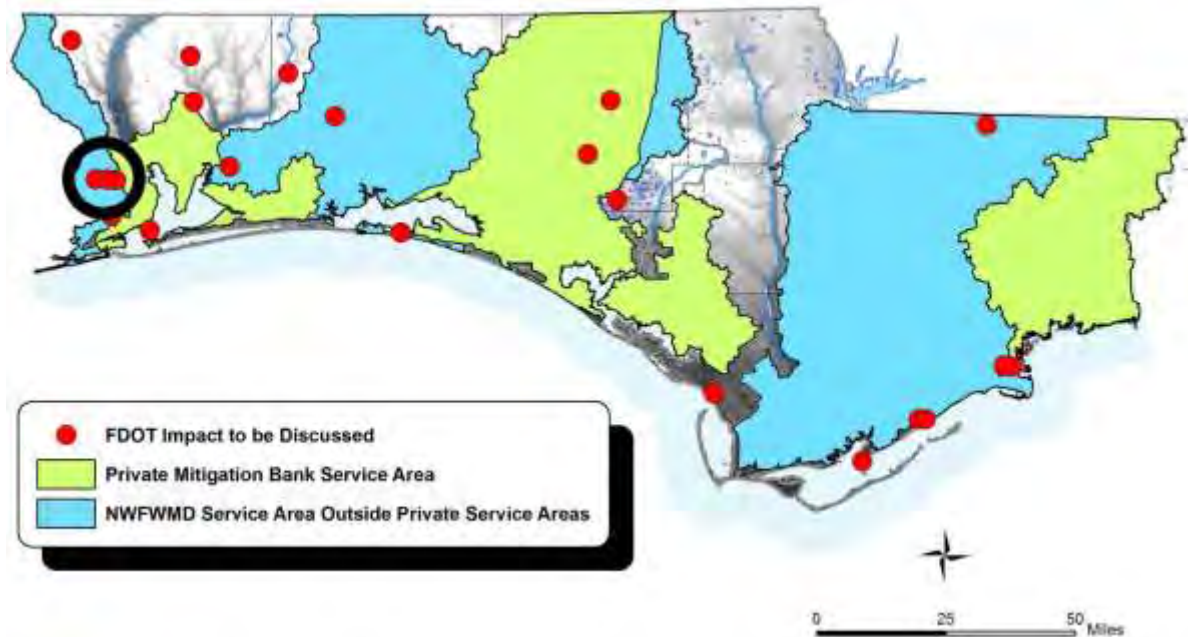 FDOT Impact to be Discussed
Private Mitigation Bank Service Area
NWFWMD Service Area Outside Private Service Areas
0 25 50
Miles